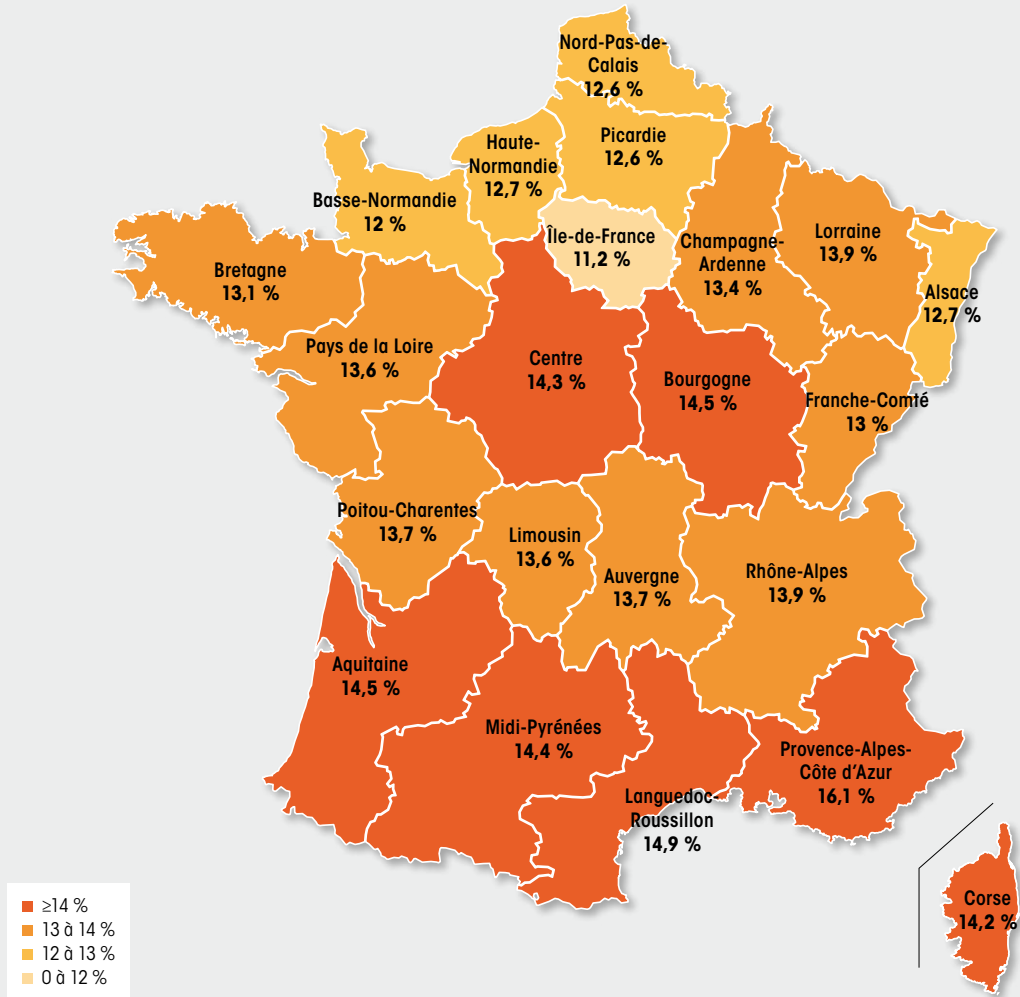 Nord-Pas-de-
Calais
12,6 %
Picardie
12,6 %
Haute-
Normandie
12,7 %
Basse-Normandie
12 %
Île-de-France
11,2 %
Champagne-
Ardenne
13,4 %
Lorraine
13,9 %
Alsace
12,7 %
Bretagne
13,1 %
Pays de la Loire
13,6 %
Centre
14,3 %
Bourgogne
14,5 %
Franche-Comté
13 %
Poitou-Charentes
13,7 %
Limousin
13,6 %
Auvergne
13,7 %
Rhône-Alpes
13,9 %
Aquitaine
14,5 %
Midi-Pyrénées
14,4 %
Languedoc-
Roussillon
14,9 %
Provence-Alpes-
Côte d'Azur
16,1 %
Corse
14,2 %
≥14 %
13 à 14 %
12 à 13 %
0 à 12 %